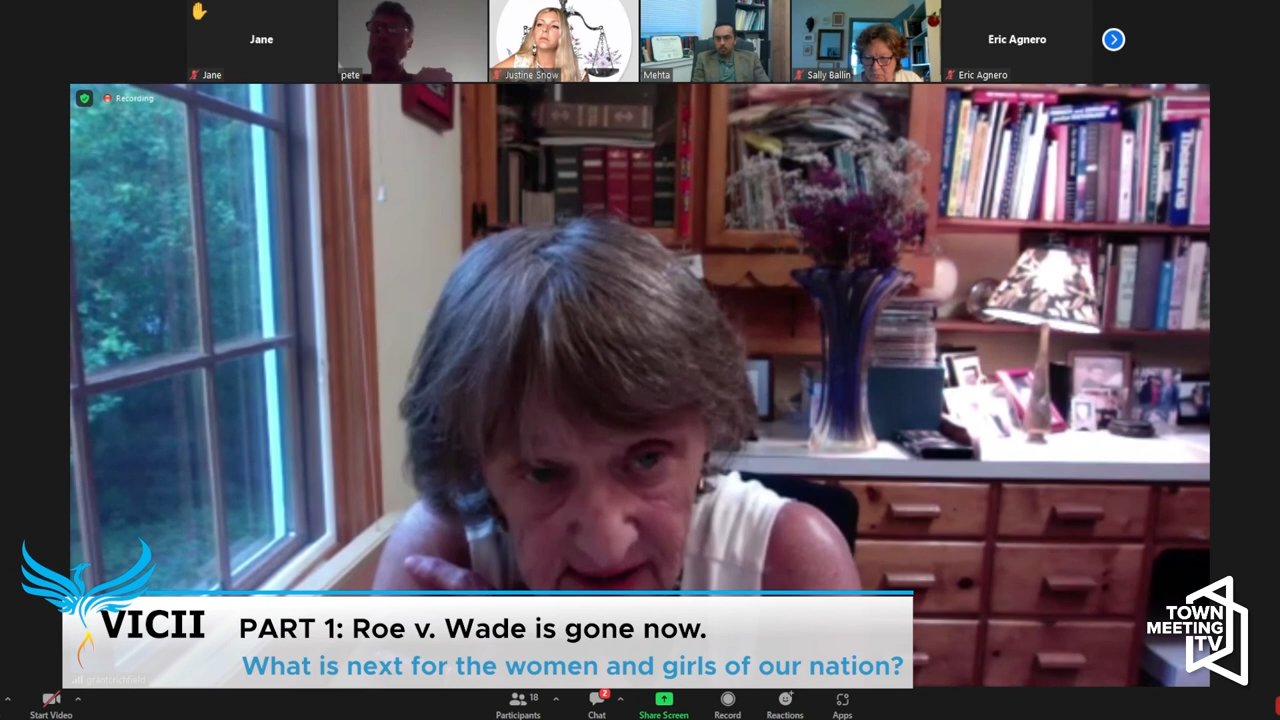 Jane
Eric Agnero
Jane
pete
Justine Snow
Mehta
Sally Ballin
Eric Agnero
Recording
Thesaurus
VICII
PART 1: Roe v. Wade is gone now.
What is next for the women and girls of our nation?
TOWN
MEETING
TV
Start Video
Participants
18
Chat
2
Share Screen
Record
Reactions
Apps